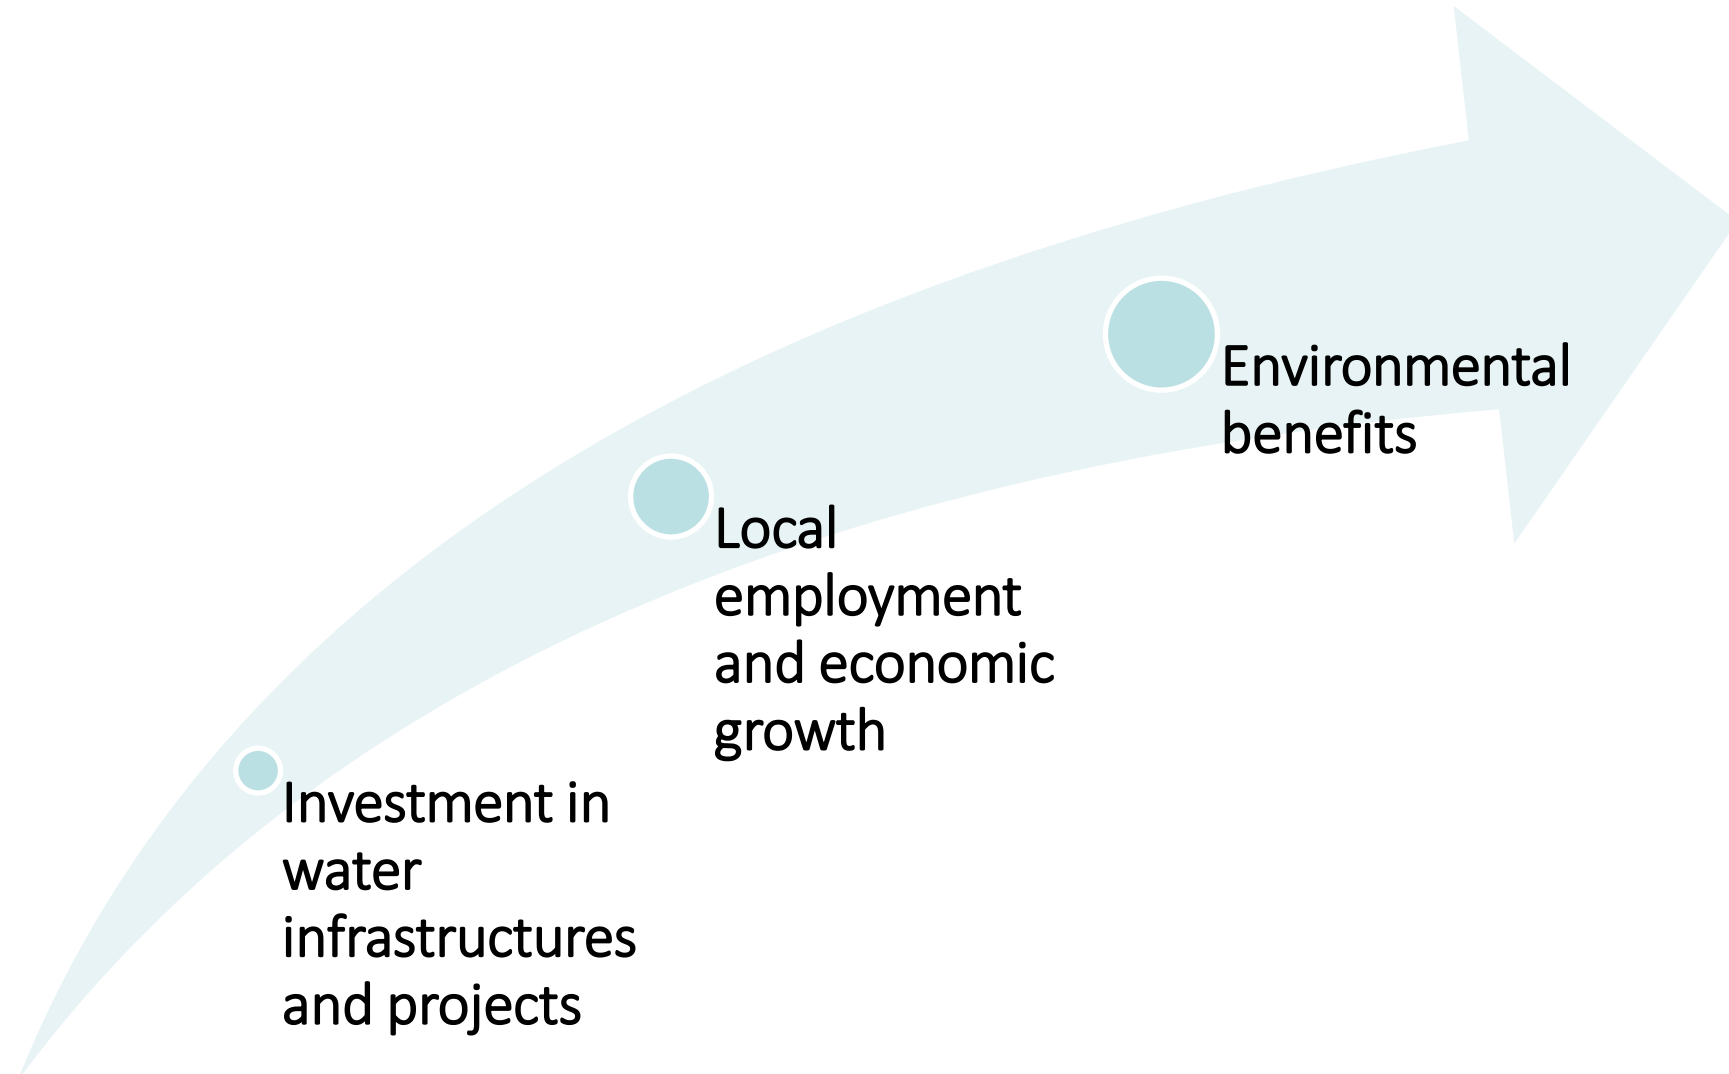 Investment in
water
infrastructures
and projects
Local
employment
and economic
growth
Environmental
benefits